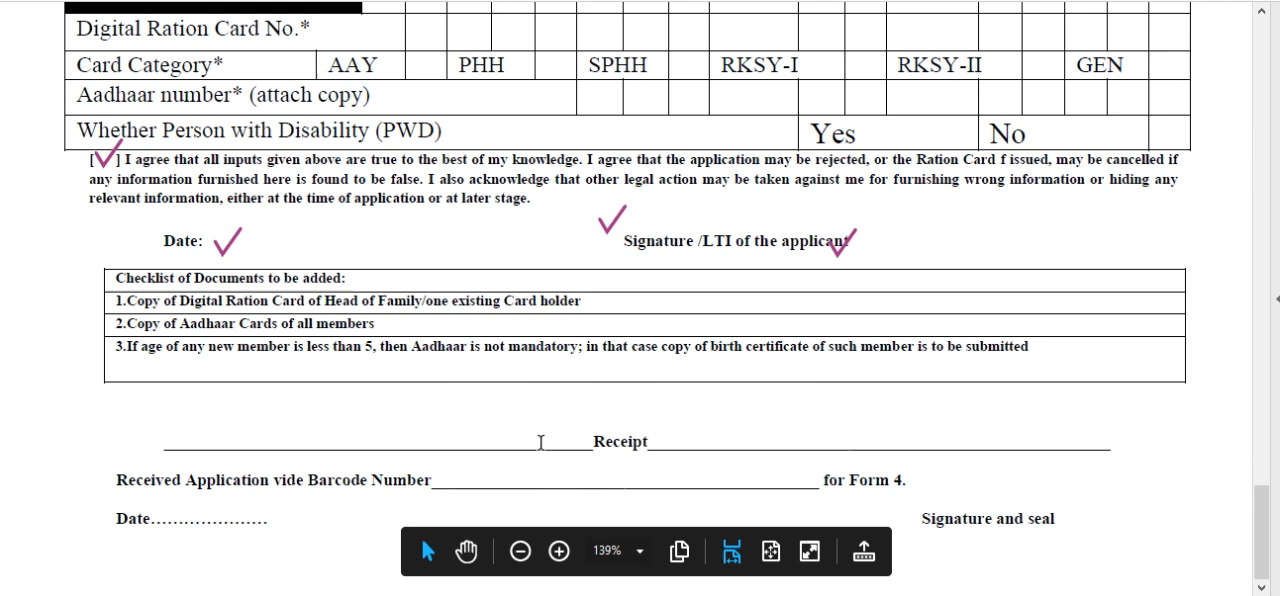 Digital Ration Card No.*
Card Category* AAY PHH SPHH RKSY-I RKSY-II GEN
Aadhaar number* (attach copy)
Whether Person with Disability (PWD) Yes No
[ ] I agree that all inputs given above are true to the best of my knowledge. I agree that the application may be rejected, or the Ration Card f issued, may be cancelled if
any information furnished here is found to be false. I also acknowledge that other legal action may be taken against me for furnishing wrong information or hiding any
relevant information, either at the time of application or at later stage.
Date: Signature /LTI of the applicant
Checklist of Documents to be added:
1.Copy of Digital Ration Card of Head of Family/one existing Card holder
2.Copy of Aadhaar Cards of all members
3.If age of any new member is less than 5, then Aadhaar is not mandatory; in that case copy of birth certificate of such member is to be submitted
Receipt
Received Application vide Barcode Number____ for Form 4.
Date..................... Signature and seal
139%